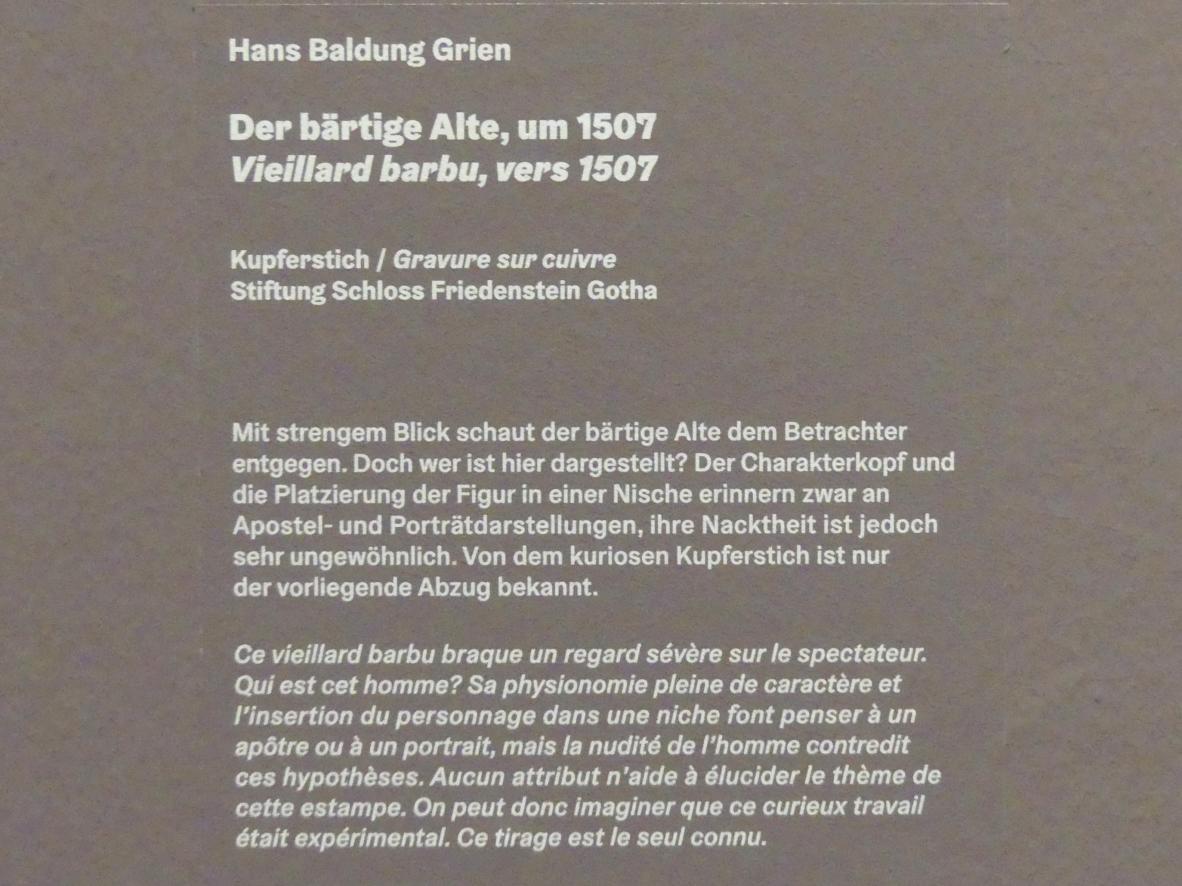 Hans Baldung Grien
Der bärtige Alte, um 1507
Vieillard barbu, vers 1507
Kupferstich / Gravure sur cuivre
Stiftung Schloss Friedenstein Gotha
Mit strengem Blick schaut der bärtige Alte dem Betrachter
entgegen. Doch wer ist hier dargestellt? Der Charakterkopf und
die Platzierung der Figur in einer Nische erinnern zwar an
Apostel- und Porträtdarstellungen, ihre Nacktheit ist jedoch
sehr ungewöhnlich. Von dem kuriosen Kupferstich ist nur
der vorliegende Abzug bekannt.
Ce vieillard barbu braque un regard sévère sur le spectateur.
Qui est cet homme? Sa physionomie pleine de caractère et
l'insertion du personnage dans une niche font penser à un
apôtre ou à un portrait, mais la nudité de l'homme contredit
ces hypothèses. Aucun attribut n'aide à élucider le thème de
cette estampe. On peut donc imaginer que ce curieux travail
était expérimental. Ce tirage est le seul connu.